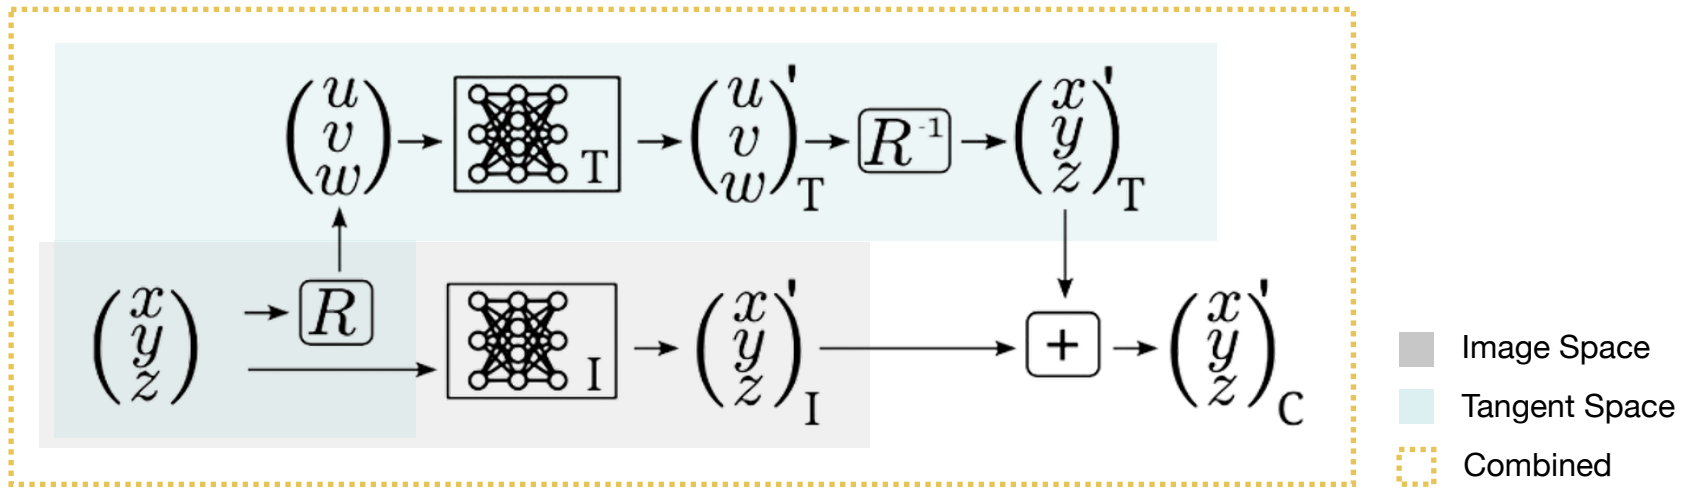 (u v w) → T → (u v w)'T → R⁻¹ → (x y z)'T
(x y z) → R
I → (x y z)'I → + → (x y z)'C
Image Space
Tangent Space
Combined